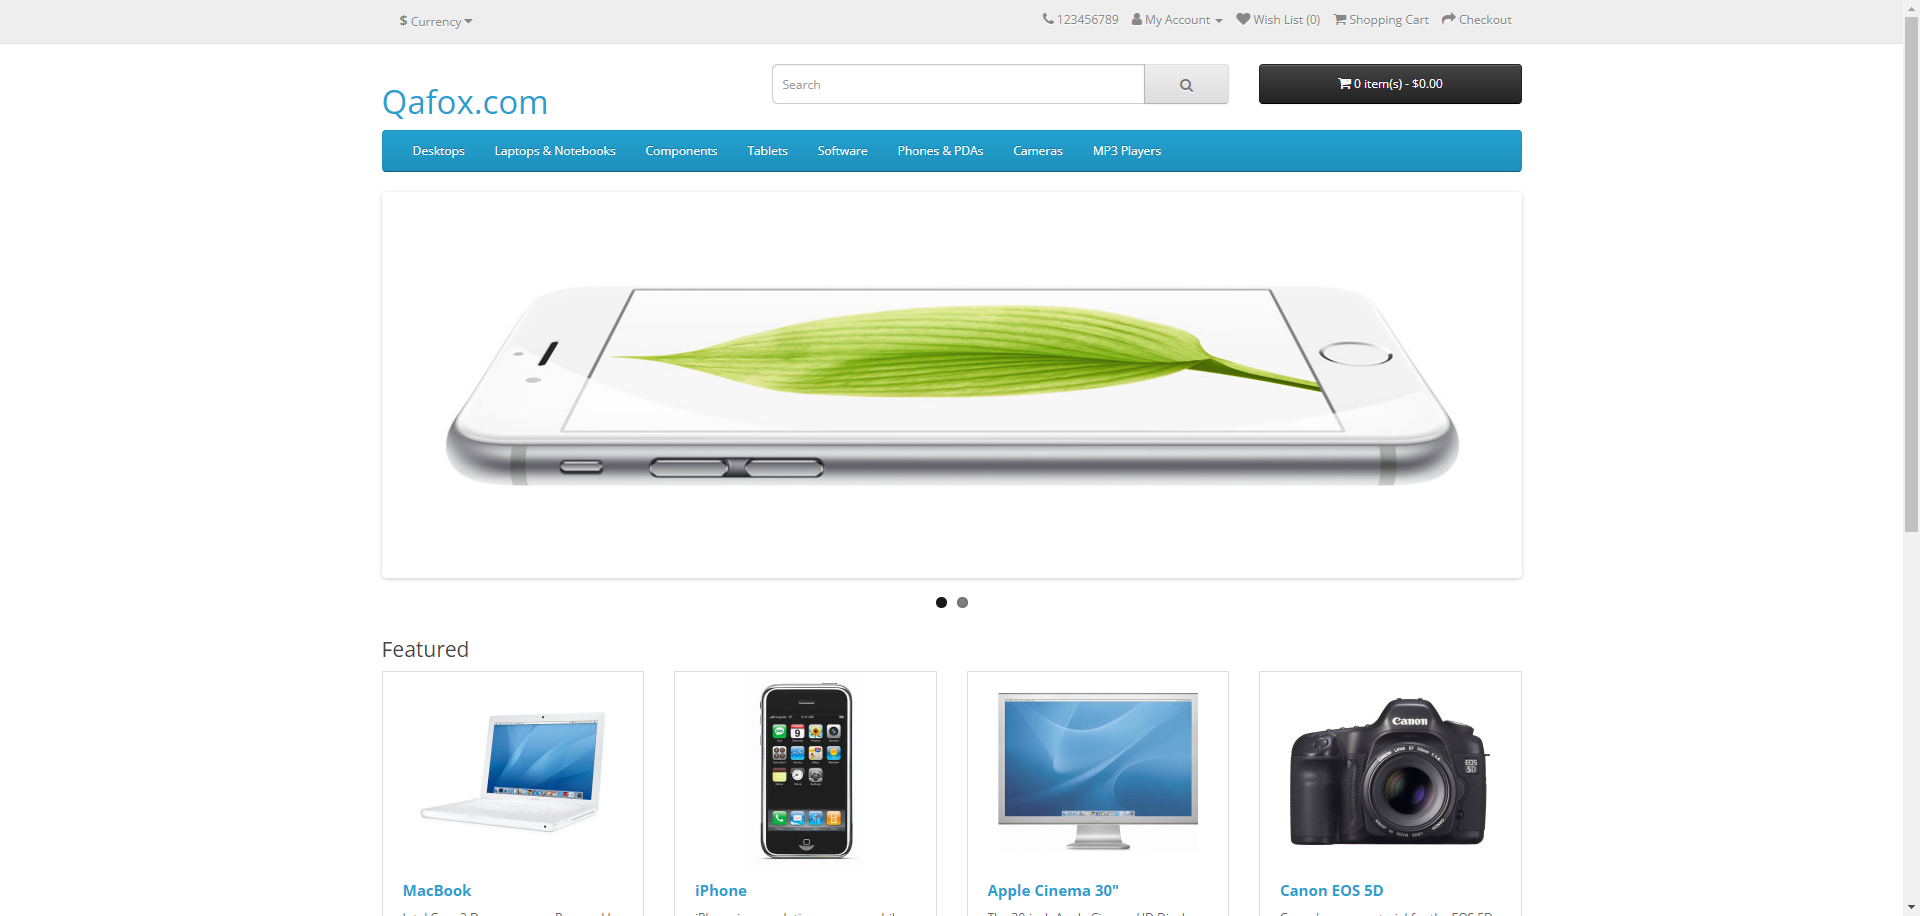 $ Currency
123456789 My Account Wish List (0) Shopping Cart Checkout
Qafox.com
Search
0 item(s) - $0.00
Desktops Laptops & Notebooks Components Tablets Software Phones & PDAs Cameras MP3 Players
Featured
Canon
EOS 5D
MacBook
iPhone
Apple Cinema 30"
Canon EOS 5D